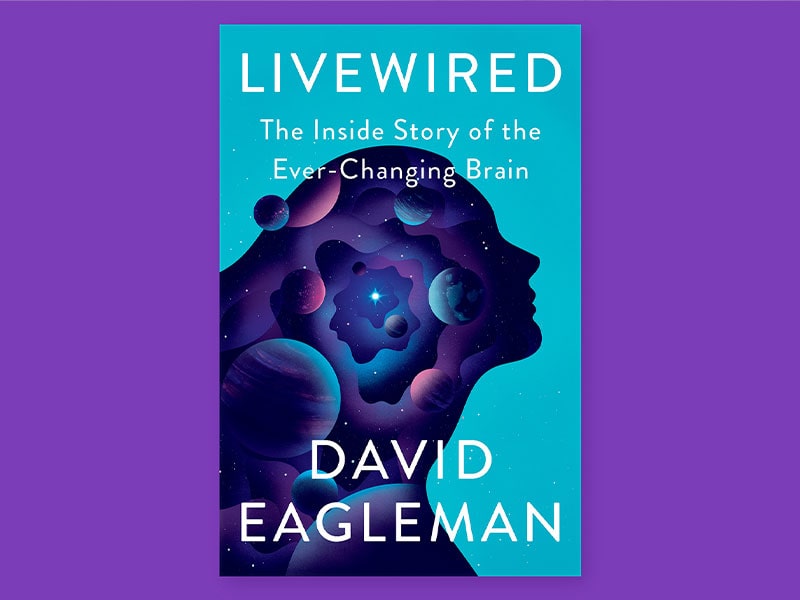 LIVEWIRED
The Inside Story of the
Ever-Changing Brain
DAVID
EAGLEMAN